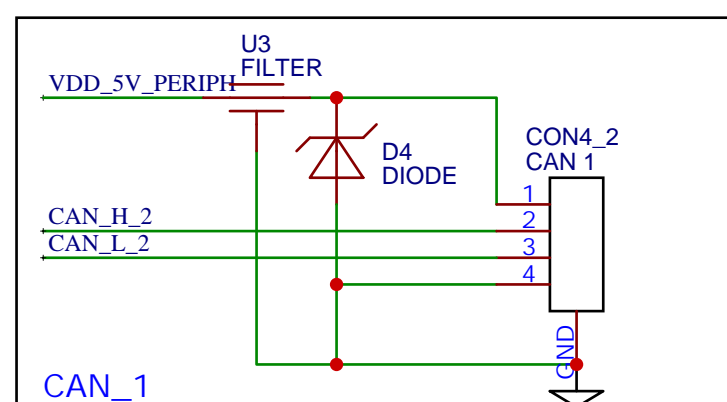 U3
FILTER
VDD_5V_PERIPH
D4
DIODE
CON4_2
CAN 1
1
CAN_H_2
2
CAN_L_2
3
4
GND
CAN_1